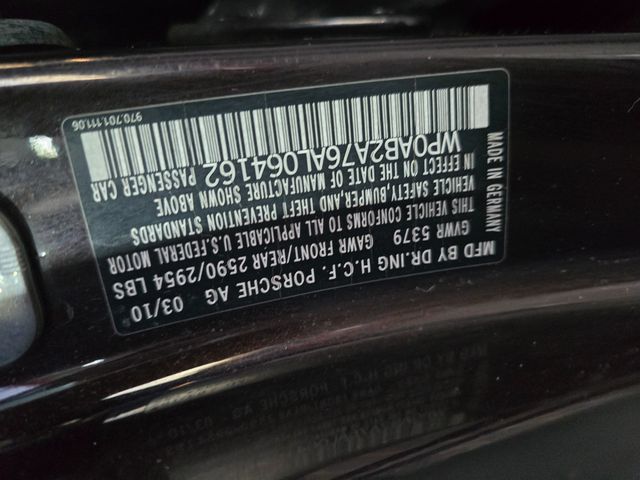 MFD BY DR.ING H.C.F. PORSCHE AG 03/10
GVWR 5379 GAWR FRONT/REAR 2590/2954 LBS
THIS VEHICLE CONFORMS TO ALL APPLICABLE U.S.FEDERAL MOTOR
VEHICLE SAFETY,BUMPER,AND THEFT PREVENTION STANDARDS
IN EFFECT ON THE DATE OF MANUFACTURE SHOWN ABOVE
WP0AB2A76AL064162 PASSENGER CAR
MADE IN GERMANY
970.701.111.06